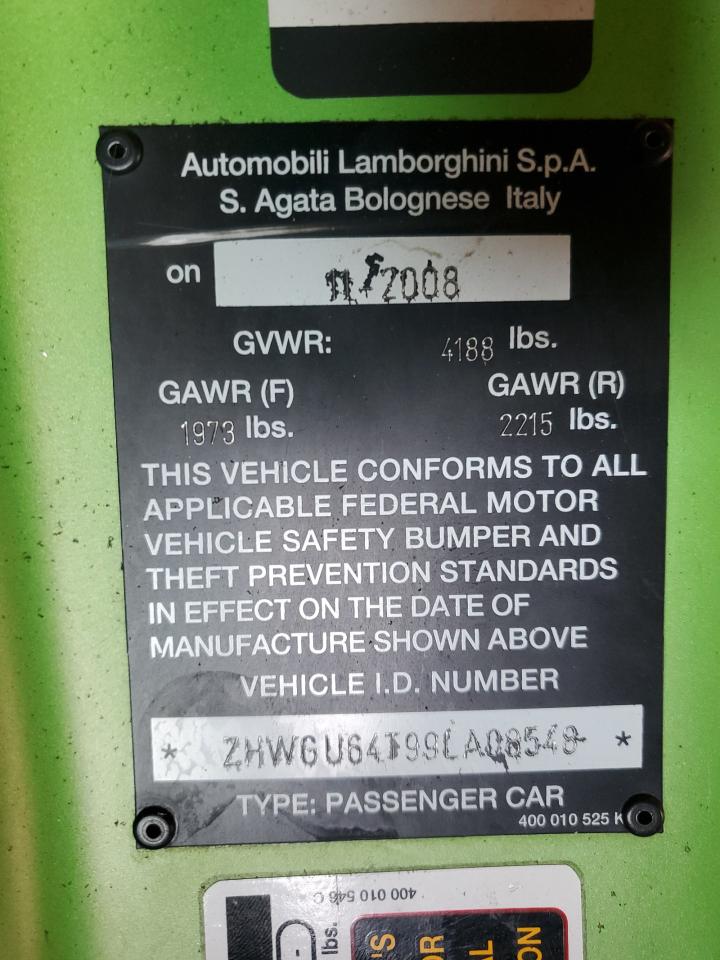 Automobili Lamborghini S.p.A.
S. Agata Bolognese Italy
on 11/2008
GVWR: 4188 lbs.
GAWR (F) GAWR (R)
1973 lbs. 2215 lbs.
THIS VEHICLE CONFORMS TO ALL
APPLICABLE FEDERAL MOTOR
VEHICLE SAFETY BUMPER AND
THEFT PREVENTION STANDARDS
IN EFFECT ON THE DATE OF
MANUFACTURE SHOWN ABOVE
VEHICLE I.D. NUMBER
* *
TYPE: PASSENGER CAR
400 010 525 K
400 010 546 C
lbs.